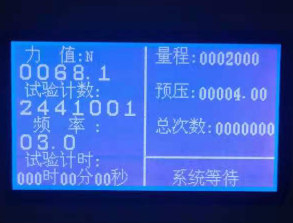 力 值:N
0068.1
试验计数:
2441001
频 率:
03.0
试验计时:
000时00分00秒
量程:0002000
预压:00004.00
总次数:0000000
系统等待